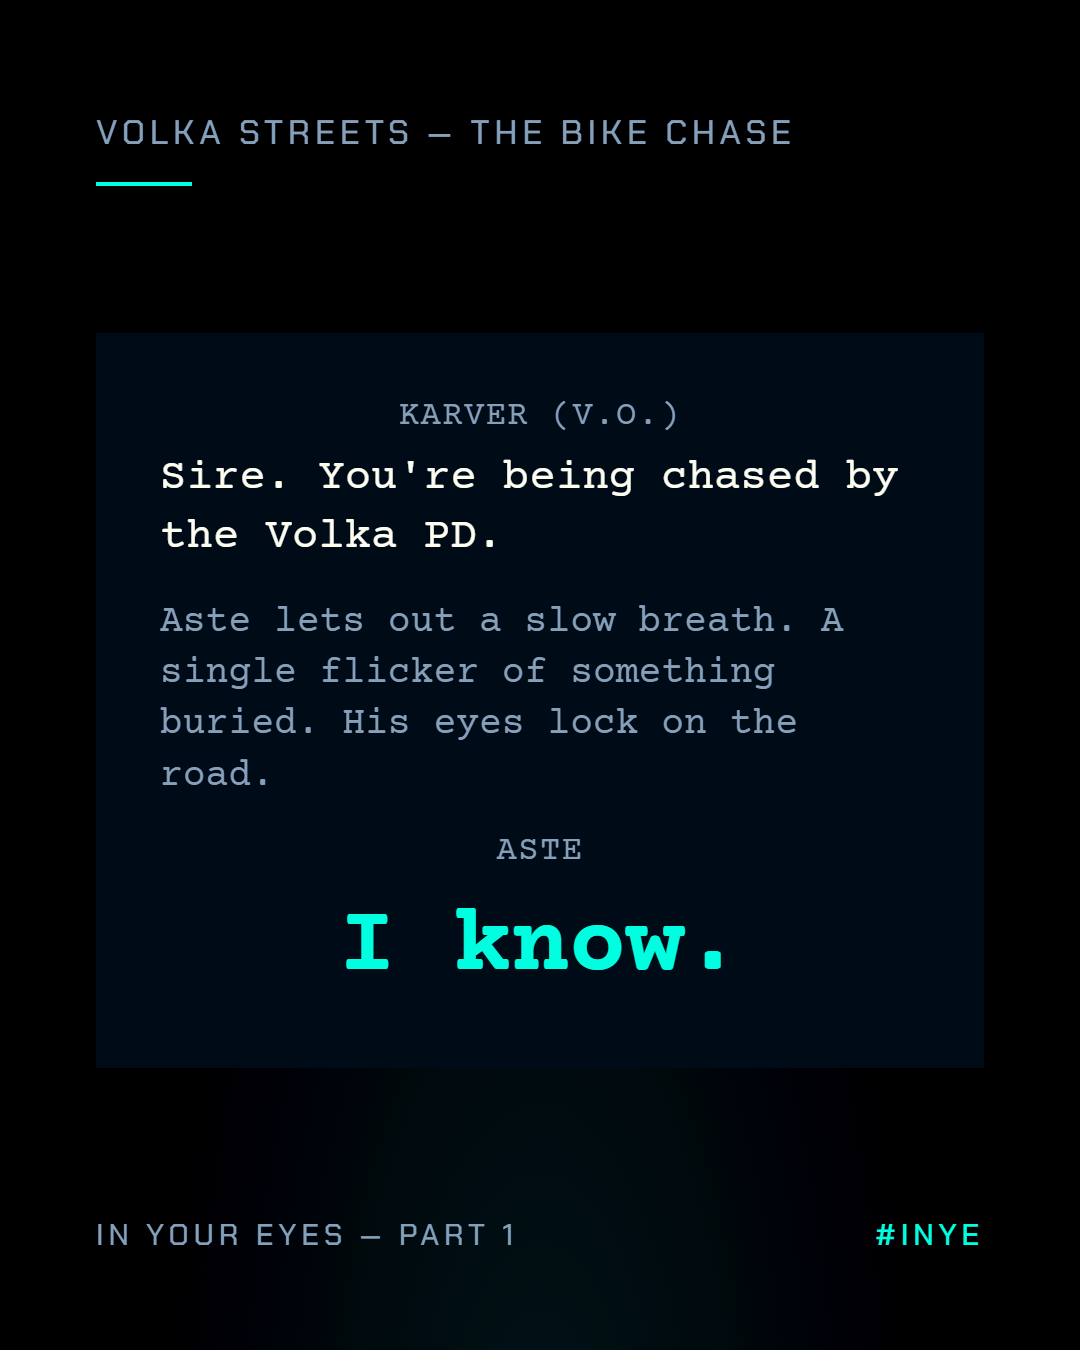 VOLKA STREETS — THE BIKE CHASE
KARVER (V.O.)
Sire. You're being chased by
the Volka PD.
Aste lets out a slow breath. A
single flicker of something
buried. His eyes lock on the
road.
ASTE
I know.
IN YOUR EYES — PART 1
#INYE